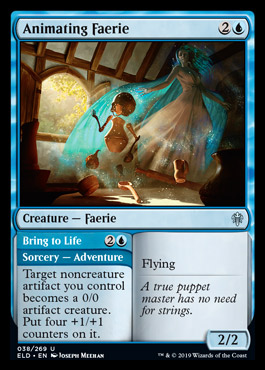 Animating Faerie 2
Creature — Faerie
Bring to Life 2
Sorcery — Adventure
Target noncreature
artifact you control
becomes a 0/0
artifact creature.
Put four +1/+1
counters on it.
Flying
A true puppet
master has no need
for strings.
2/2
038/269 U
ELD • EN Joseph Meehan
™ & © 2019 Wizards of the Coast